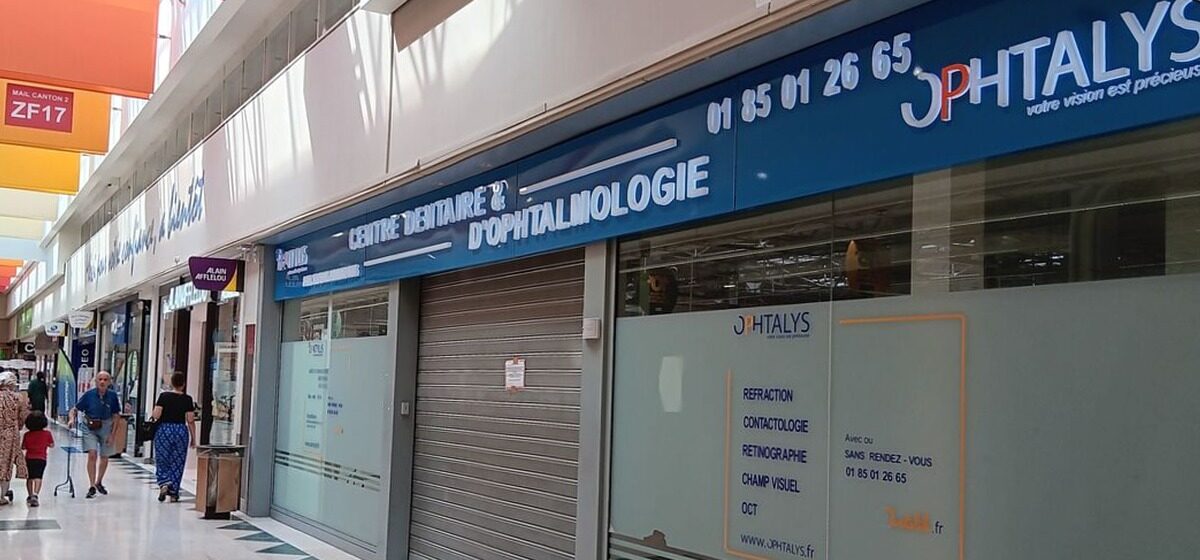 MAIL CANTON 2
ZF17
ALAIN
AFFLELOU
CENTRE DENTAIRE &
D'OPHTALMOLOGIE
01 85 01 26 65
OPHTALYS
votre vision est précieuse
OPHTALYS
REFRACTION
CONTACTOLOGIE
RETINOGRAPHIE
CHAMP VISUEL
OCT
WWW.OPHTALYS.fr
Avec ou
SANS RENDEZ-VOUS
01 85 01 26 65
.fr